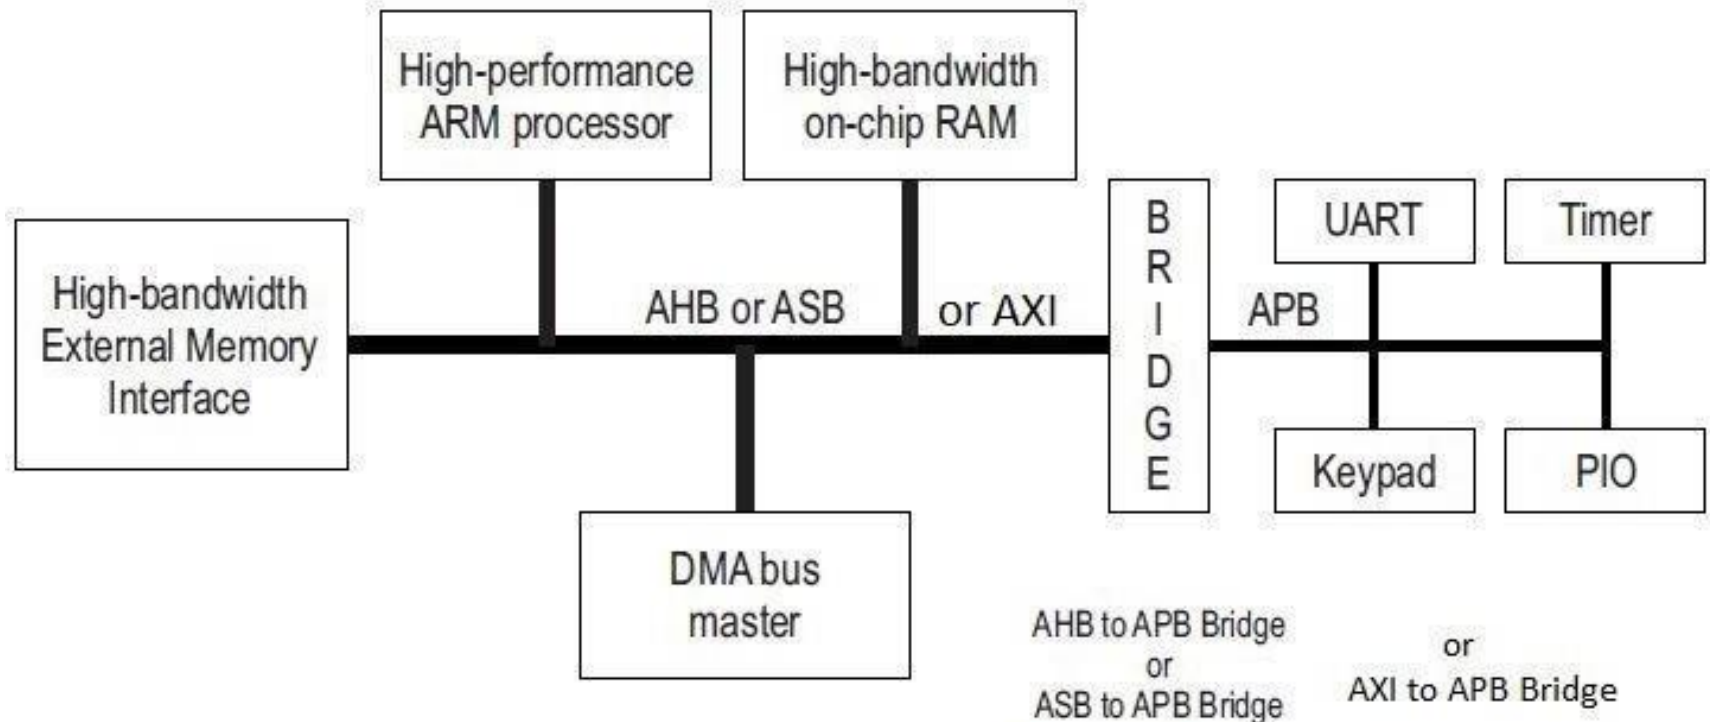 High-performance
ARM processor
High-bandwidth
on-chip RAM
High-bandwidth
External Memory
Interface
AHB or ASB
or AXI
B
R
I
D
G
E
APB
UART
Timer
Keypad
PIO
DMA bus
master
AHB to APB Bridge
or
ASB to APB Bridge
or
AXI to APB Bridge